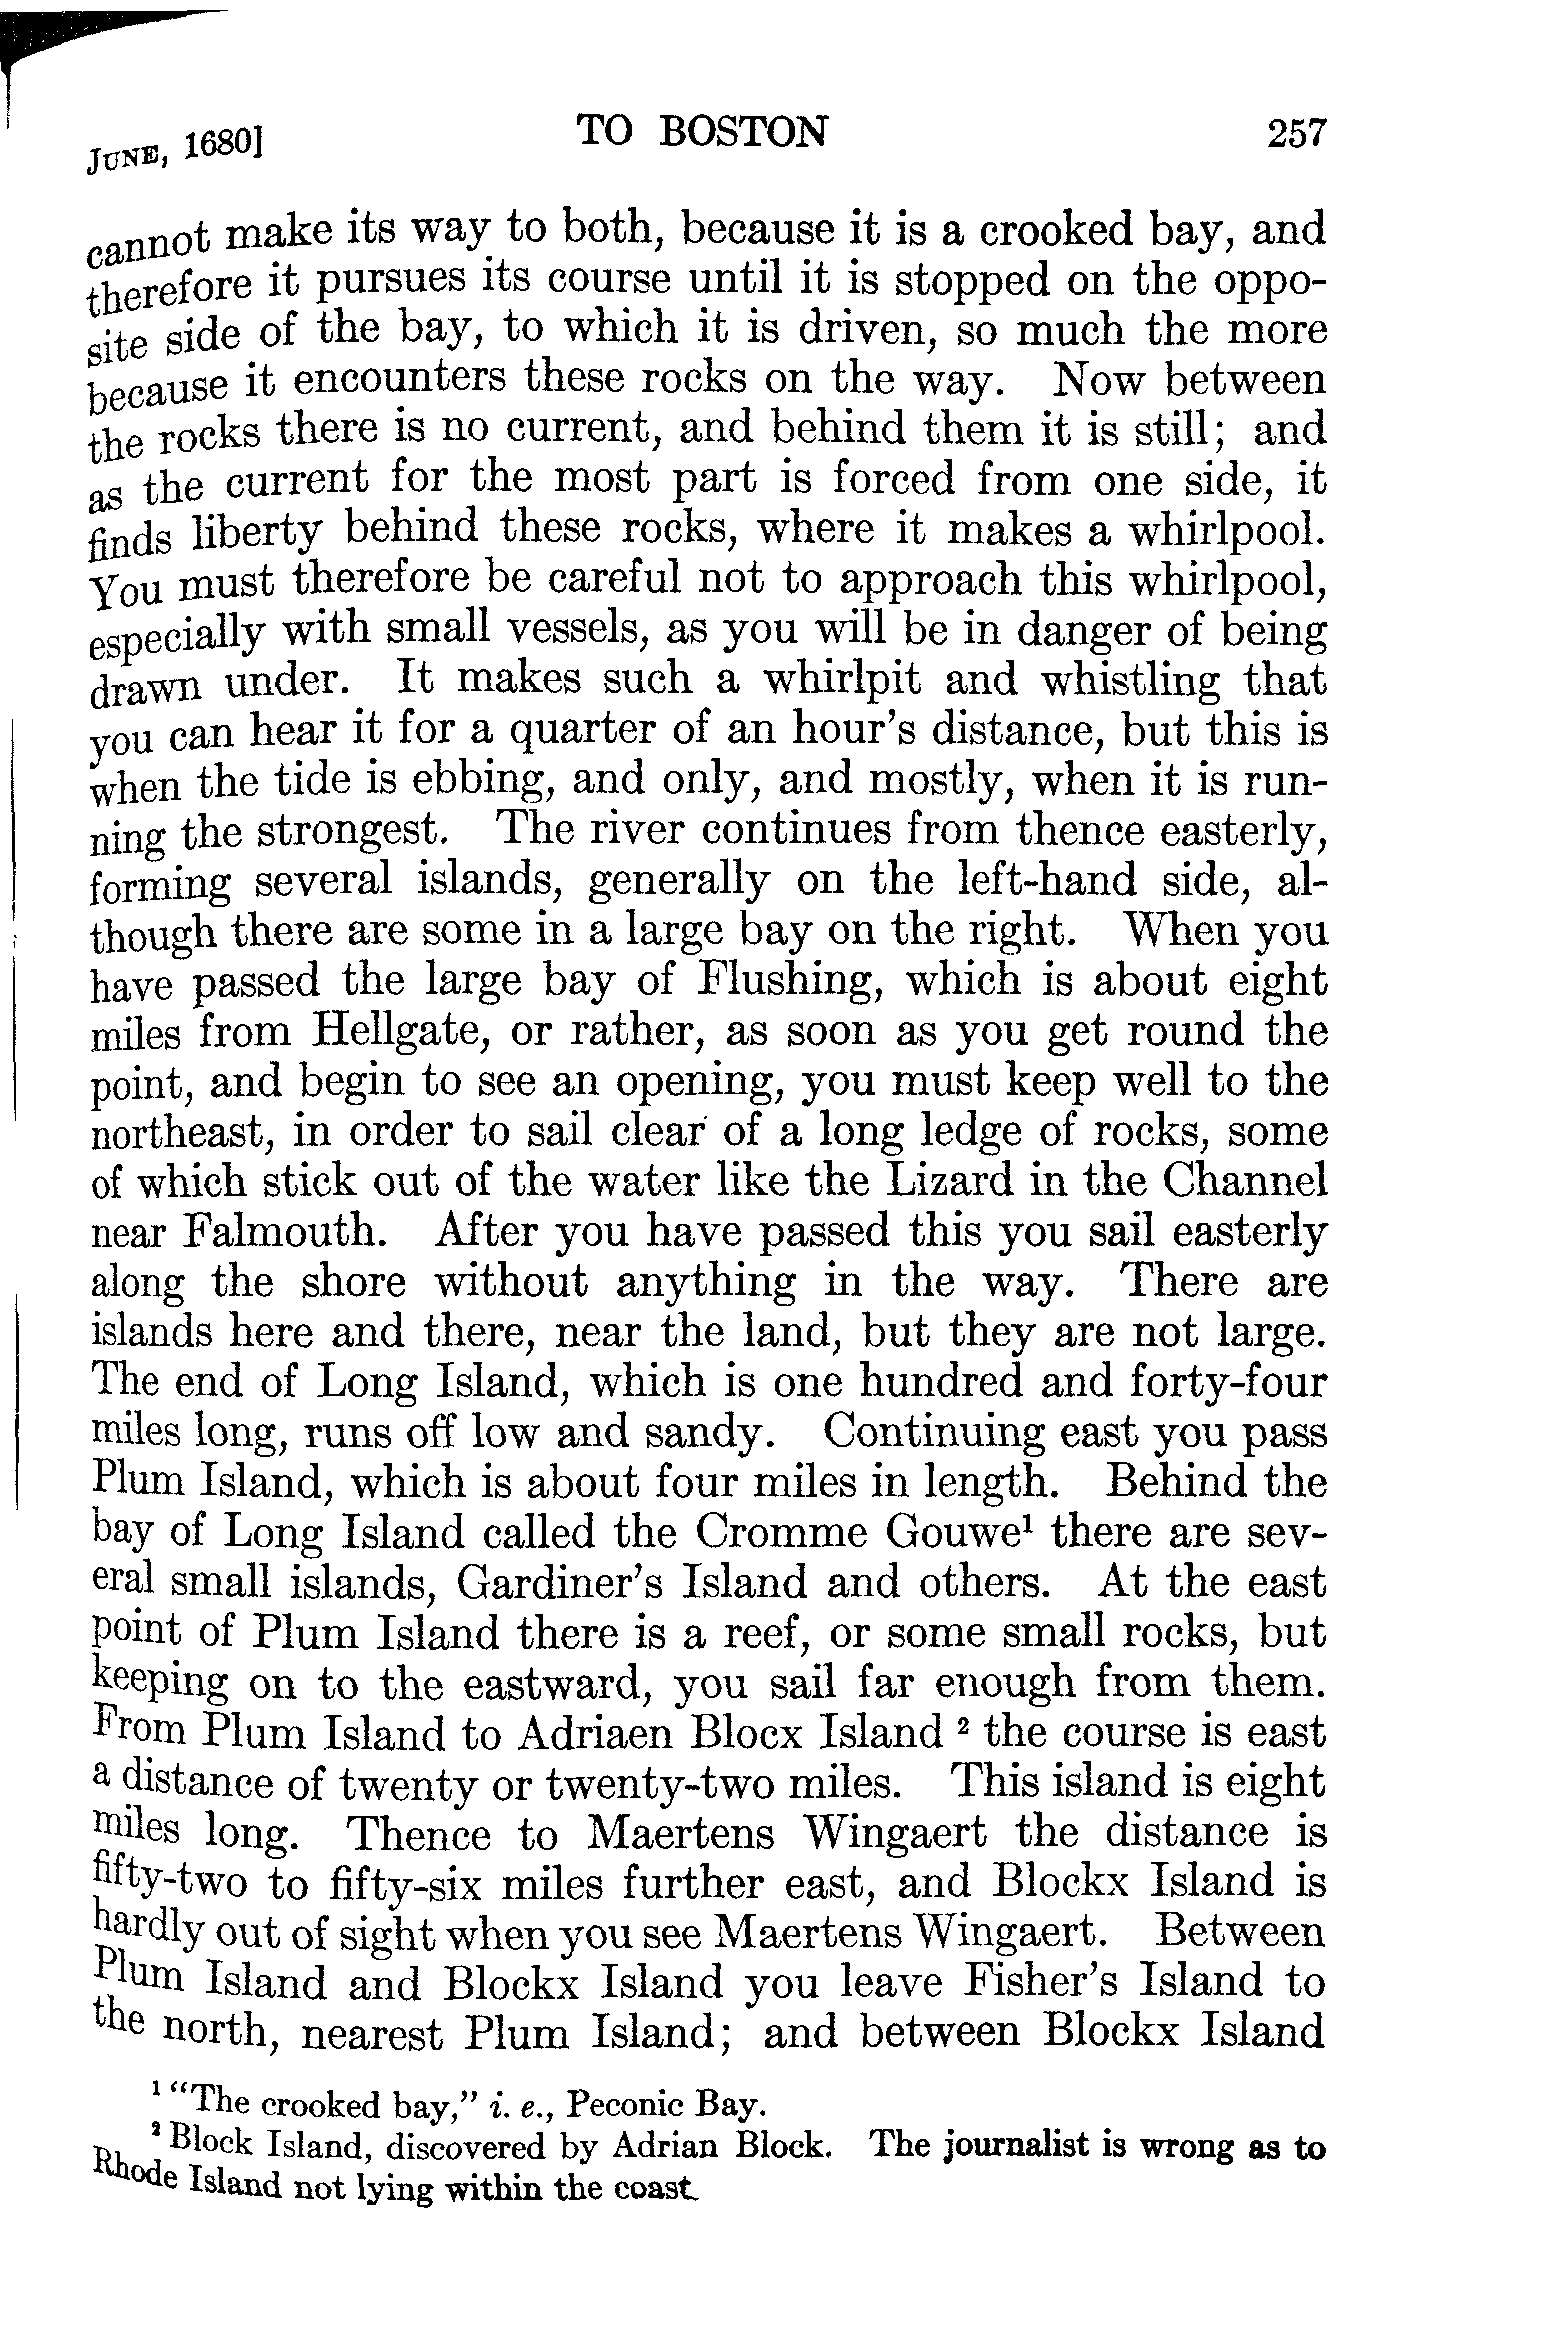 JUNE, 1680] TO BOSTON 257
cannot make its way to both, because it is a crooked bay, and
therefore it pursues its course until it is stopped on the oppo-
site side of the bay, to which it is driven, so much the more
because it encounters these rocks on the way. Now between
the rocks there is no current, and behind them it is still; and
as the current for the most part is forced from one side, it
finds liberty behind these rocks, where it makes a whirlpool.
You must therefore be careful not to approach this whirlpool,
especially with small vessels, as you will be in danger of being
drawn under. It makes such a whirlpit and whistling that
you can hear it for a quarter of an hour's distance, but this is
when the tide is ebbing, and only, and mostly, when it is run-
ning the strongest. The river continues from thence easterly,
forming several islands, generally on the left-hand side, al-
though there are some in a large bay on the right. When you
have passed the large bay of Flushing, which is about eight
miles from Hellgate, or rather, as soon as you get round the
point, and begin to see an opening, you must keep well to the
northeast, in order to sail clear of a long ledge of rocks, some
of which stick out of the water like the Lizard in the Channel
near Falmouth. After you have passed this you sail easterly
along the shore without anything in the way. There are
islands here and there, near the land, but they are not large.
The end of Long Island, which is one hundred and forty-four
miles long, runs off low and sandy. Continuing east you pass
Plum Island, which is about four miles in length. Behind the
bay of Long Island called the Cromme Gouwe¹ there are sev-
eral small islands, Gardiner's Island and others. At the east
point of Plum Island there is a reef, or some small rocks, but
keeping on to the eastward, you sail far enough from them.
From Plum Island to Adriaen Blocx Island ² the course is east
a distance of twenty or twenty-two miles. This island is eight
miles long. Thence to Maertens Wingaert the distance is
fifty-two to fifty-six miles further east, and Blockx Island is
hardly out of sight when you see Maertens Wingaert. Between
Plum Island and Blockx Island you leave Fisher's Island to
the north, nearest Plum Island; and between Blockx Island
¹ "The crooked bay," i. e., Peconic Bay.
² Block Island, discovered by Adrian Block. The journalist is wrong as to
Rhode Island not lying within the coast.